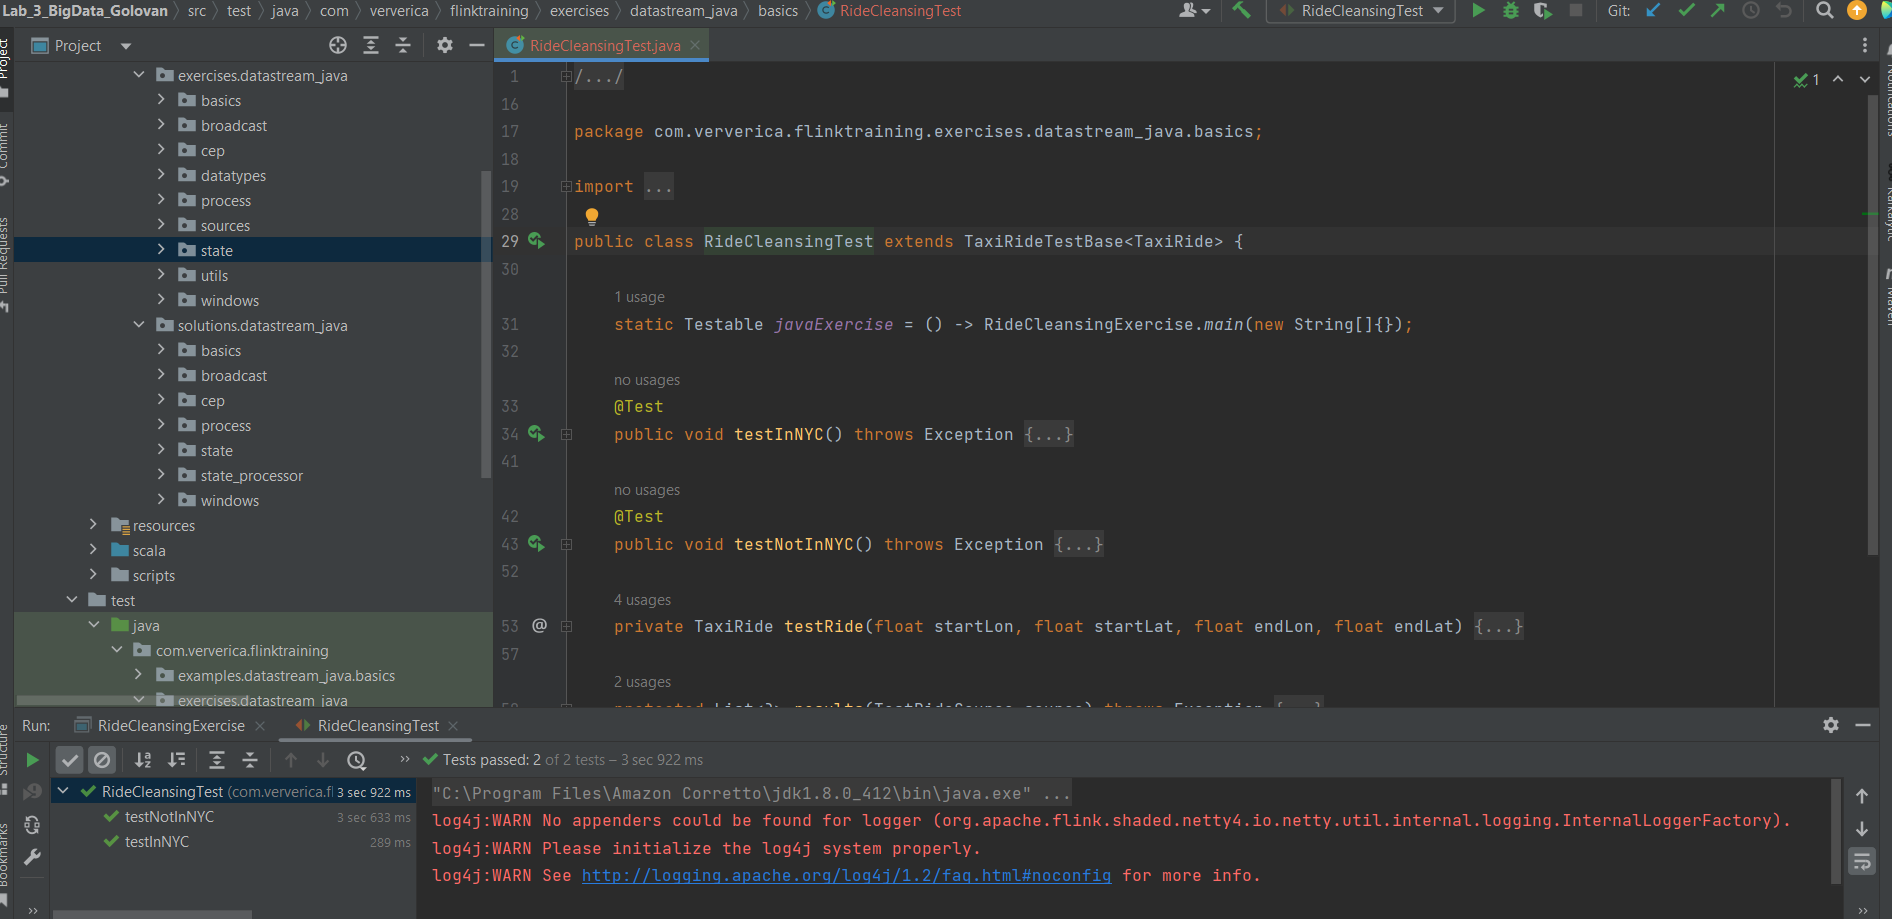 Lab_3_BigData_Golovan src test java com ververica flinktraining exercises datastream_java basics RideCleansingTest RideCleansingTest Git:
Project
Project
RideCleansingTest.java
Commit
Pull Requests
Structure
Bookmarks
Notifications
Maven
exercises.datastream_java
basics
broadcast
cep
datatypes
process
sources
state
utils
windows
solutions.datastream_java
basics
broadcast
cep
process
state
state_processor
windows
resources
scala
scripts
test
java
com.ververica.flinktraining
examples.datastream_java.basics
exercises.datastream_java
1 /.../
16
17 package com.ververica.flinktraining.exercises.datastream_java.basics;
18
19 import ...
28
29 public class RideCleansingTest extends TaxiRideTestBase<TaxiRide> {
30
1 usage
31 static Testable javaExercise = () -> RideCleansingExercise.main(new String[]{});
32
no usages
33 @Test
34 public void testInNYC() throws Exception {...}
41
no usages
42 @Test
43 public void testNotInNYC() throws Exception {...}
52
4 usages
53 @ private TaxiRide testRide(float startLon, float startLat, float endLon, float endLat) {...}
57
2 usages
protected List<?> results(TestRideSource source) throws Exception {...}
1
Run: RideCleansingExercise RideCleansingTest
Tests passed: 2 of 2 tests – 3 sec 922 ms
RideCleansingTest (com.ververica.fl 3 sec 922 ms
testNotInNYC 3 sec 633 ms
testInNYC 289 ms
"C:\Program Files\Amazon Corretto\jdk1.8.0_412\bin\java.exe" ...
log4j:WARN No appenders could be found for logger (org.apache.flink.shaded.netty4.io.netty.util.internal.logging.InternalLoggerFactory).
log4j:WARN Please initialize the log4j system properly.
log4j:WARN See http://logging.apache.org/log4j/1.2/faq.html#noconfig for more info.